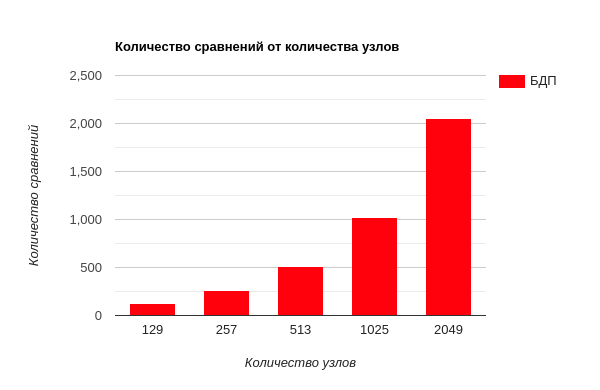 Количество сравнений от количества узлов
БДП
Количество сравнений
2,500
2,000
1,500
1,000
500
0
129 257 513 1025 2049
Количество узлов